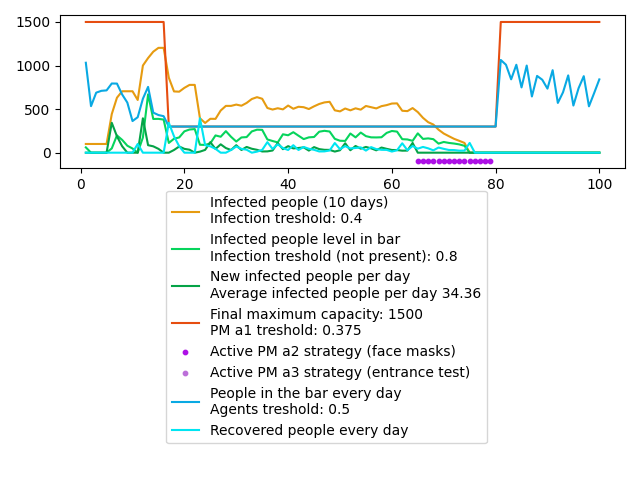 1500
1000
500
0
0 20 40 60 80 100
Infected people (10 days)
Infection treshold: 0.4
Infected people level in bar
Infection treshold (not present): 0.8
New infected people per day
Average infected people per day 34.36
Final maximum capacity: 1500
PM a1 treshold: 0.375
Active PM a2 strategy (face masks)
Active PM a3 strategy (entrance test)
People in the bar every day
Agents treshold: 0.5
Recovered people every day